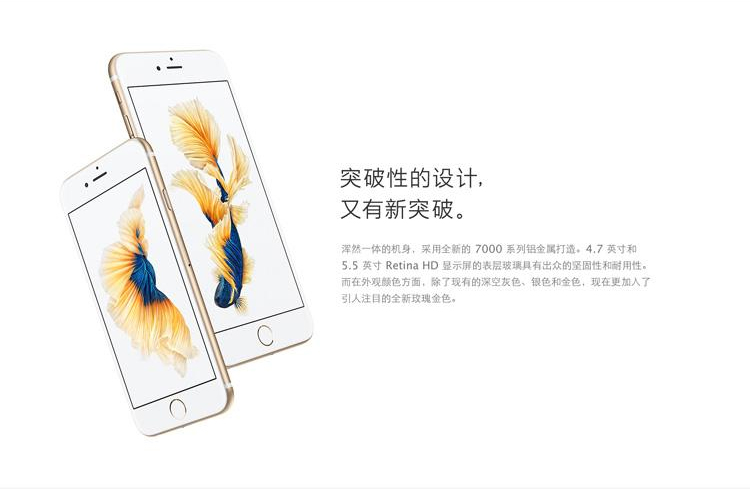 突破性的设计,
又有新突破。
浑然一体的机身，采用全新的 7000 系列铝金属打造。4.7 英寸和
5.5 英寸 Retina HD 显示屏的表层玻璃具有出众的坚固性和耐用性。
而在外观颜色方面，除了现有的深空灰色、银色和金色，现在更加入了
引人注目的全新玫瑰金色。